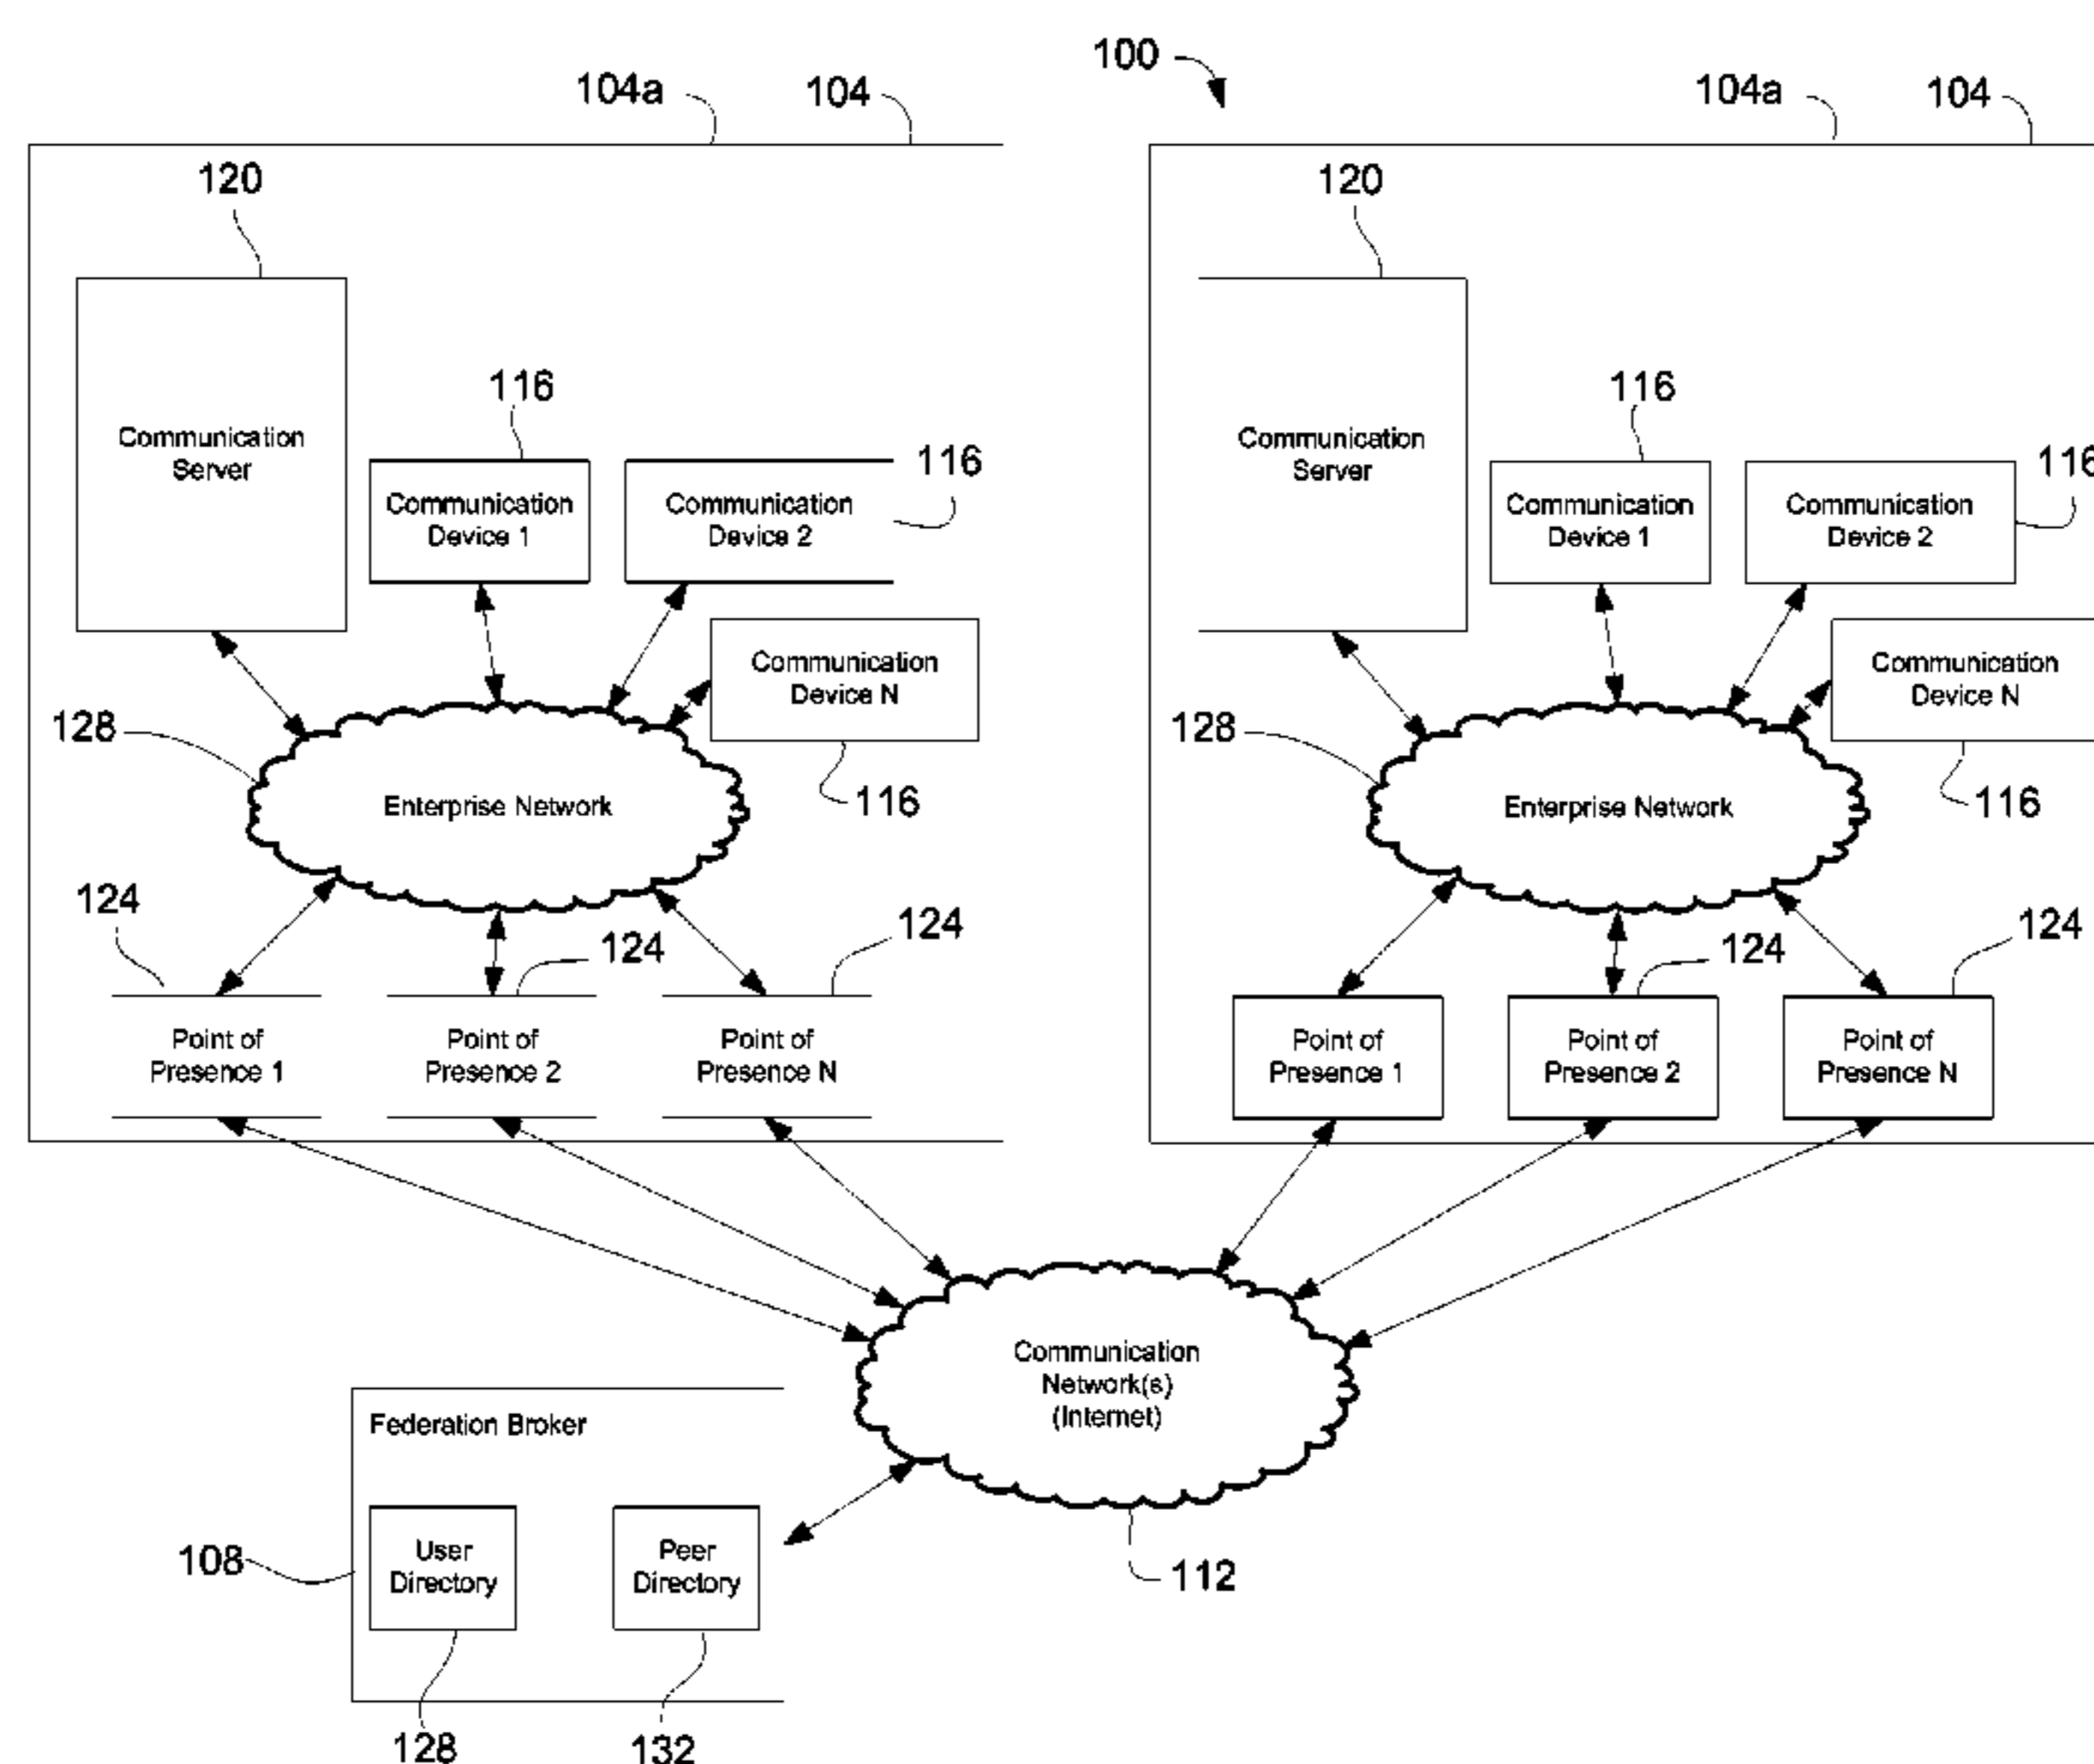 100
104a
104
104a
104
120
120
Communication
Server
116
Communication
Device 1
Communication
Device 2
116
Communication
Device N
116
128
Enterprise Network
124
124
124
Point of
Presence 1
Point of
Presence 2
Point of
Presence N
Communication
Server
116
Communication
Device 1
Communication
Device 2
116
Communication
Device N
116
128
Enterprise Network
124
124
Point of
Presence 1
Point of
Presence 2
Point of
Presence N
Communication
Network(s)
(Internet)
112
Federation Broker
108
User
Directory
Peer
Directory
128
132